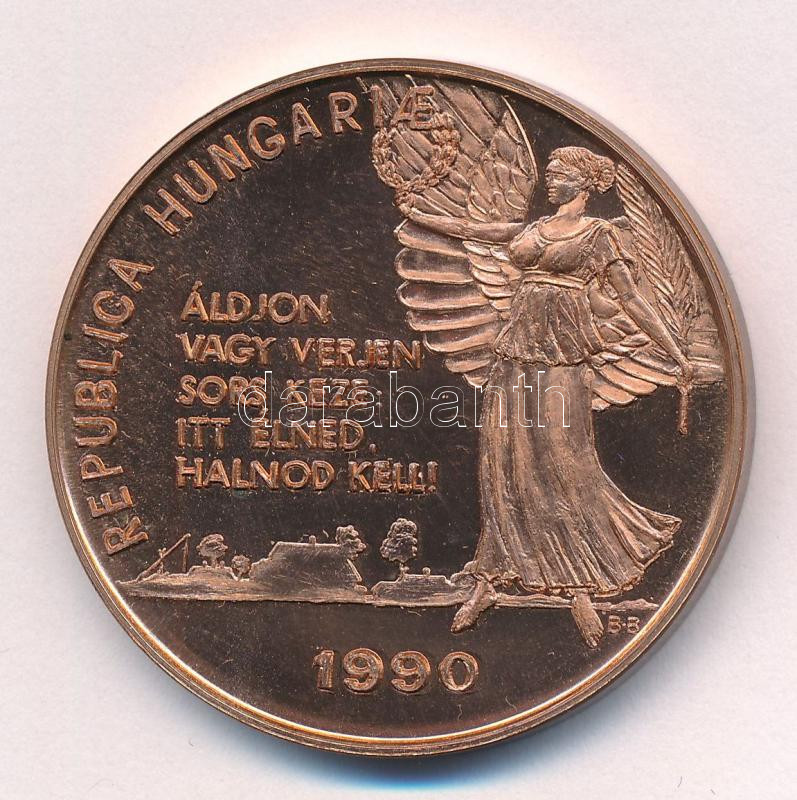 REPUBLICA HUNGARIÆ
ÁLDJON
VAGY VERJEN
SORS KEZE:
ITT ÉLNED,
HALNOD KELL!
darabanth
B·B
1990